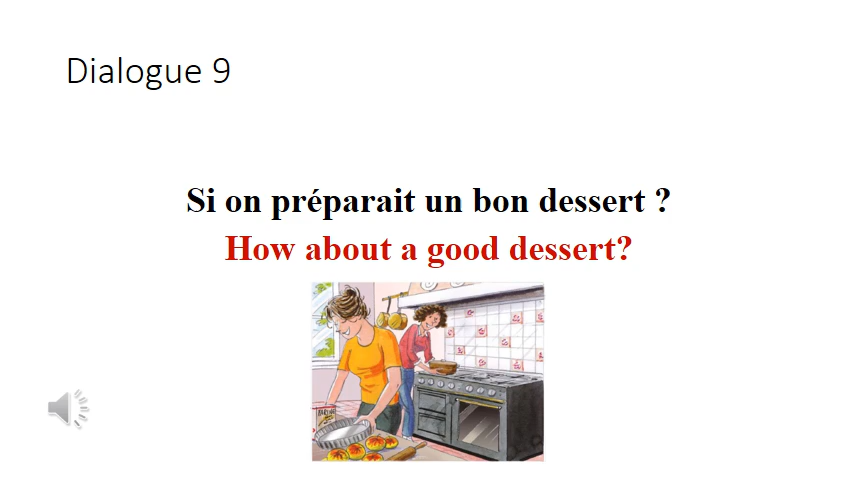 Dialogue 9
Si on préparait un bon dessert ?
How about a good dessert?